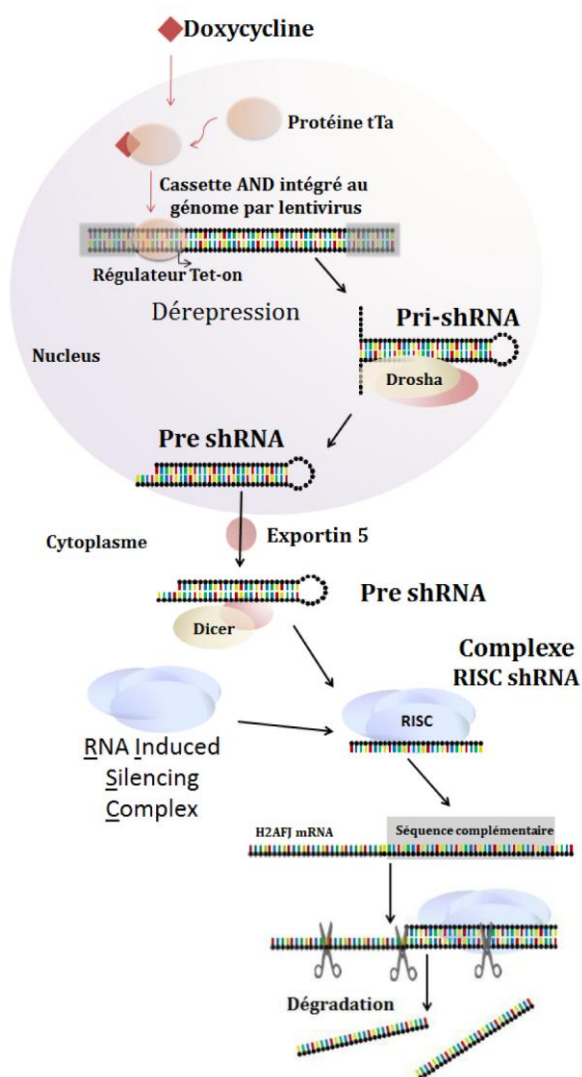 Doxycycline
Protéine tTa
Cassette AND intégré au
génome par lentivirus
Régulateur Tet-on
Dérepression
Pri-shRNA
Nucleus
Drosha
Pre shRNA
Exportin 5
Cytoplasme
Pre shRNA
Dicer
Complexe
RISC shRNA
RISC
RNA Induced
Silencing
Complex
H2AFJ mRNA
Séquence complémentaire
Dégradation